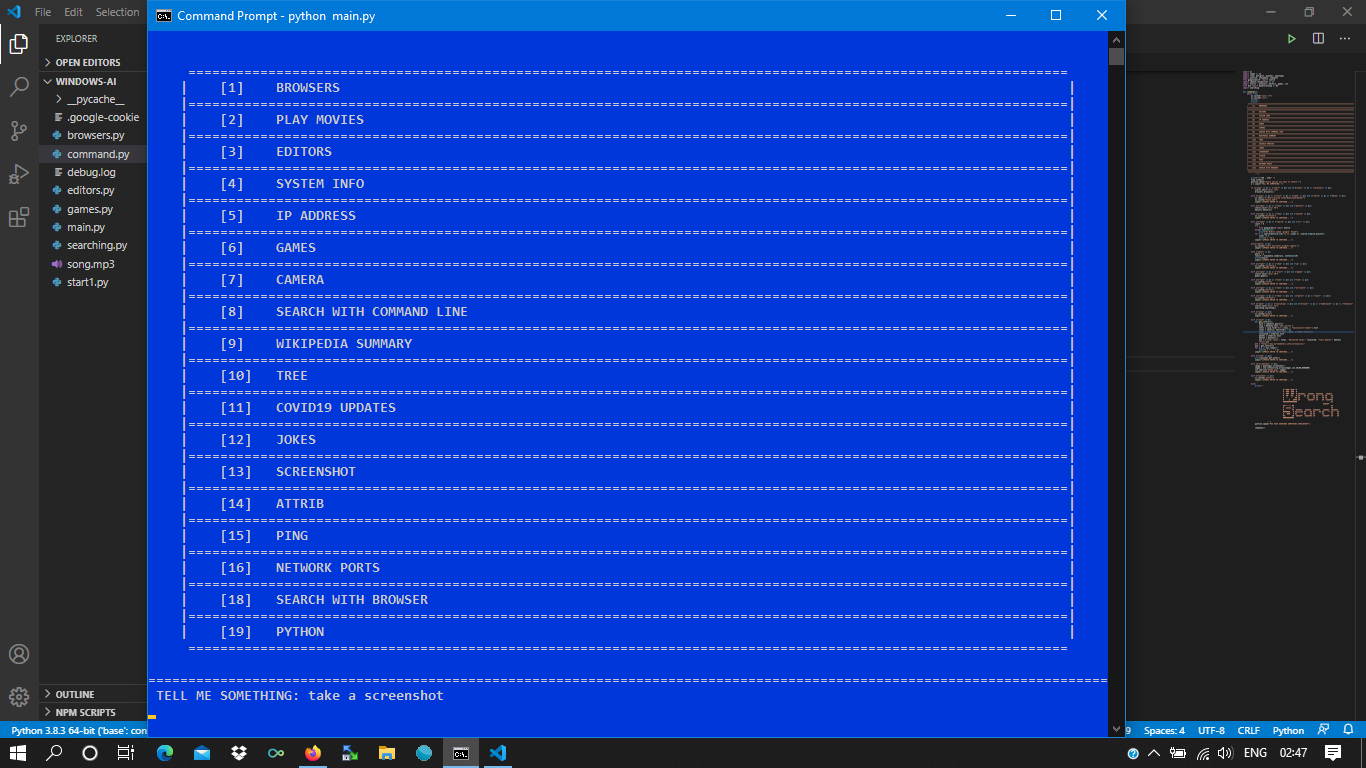 File Edit Selection
Command Prompt - python  main.py
EXPLORER
OPEN EDITORS
WINDOWS-AI
__pycache__
.google-cookie
browsers.py
command.py
debug.log
editors.py
games.py
main.py
searching.py
song.mp3
start1.py
OUTLINE
NPM SCRIPTS
[1] BROWSERS
[2] PLAY MOVIES
[3] EDITORS
[4] SYSTEM INFO
[5] IP ADDRESS
[6] GAMES
[7] CAMERA
[8] SEARCH WITH COMMAND LINE
[9] WIKIPEDIA SUMMARY
[10] TREE
[11] COVID19 UPDATES
[12] JOKES
[13] SCREENSHOT
[14] ATTRIB
[15] PING
[16] NETWORK PORTS
[18] SEARCH WITH BROWSER
[19] PYTHON
TELL ME SOMETHING: take a screenshot
Wrong
Search
Python 3.8.3 64-bit ('base': con
9 Spaces: 4 UTF-8 CRLF Python
ENG 02:47